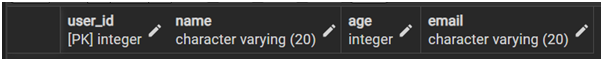 user_id name age email
[PK] integer character varying (20) integer character varying (20)